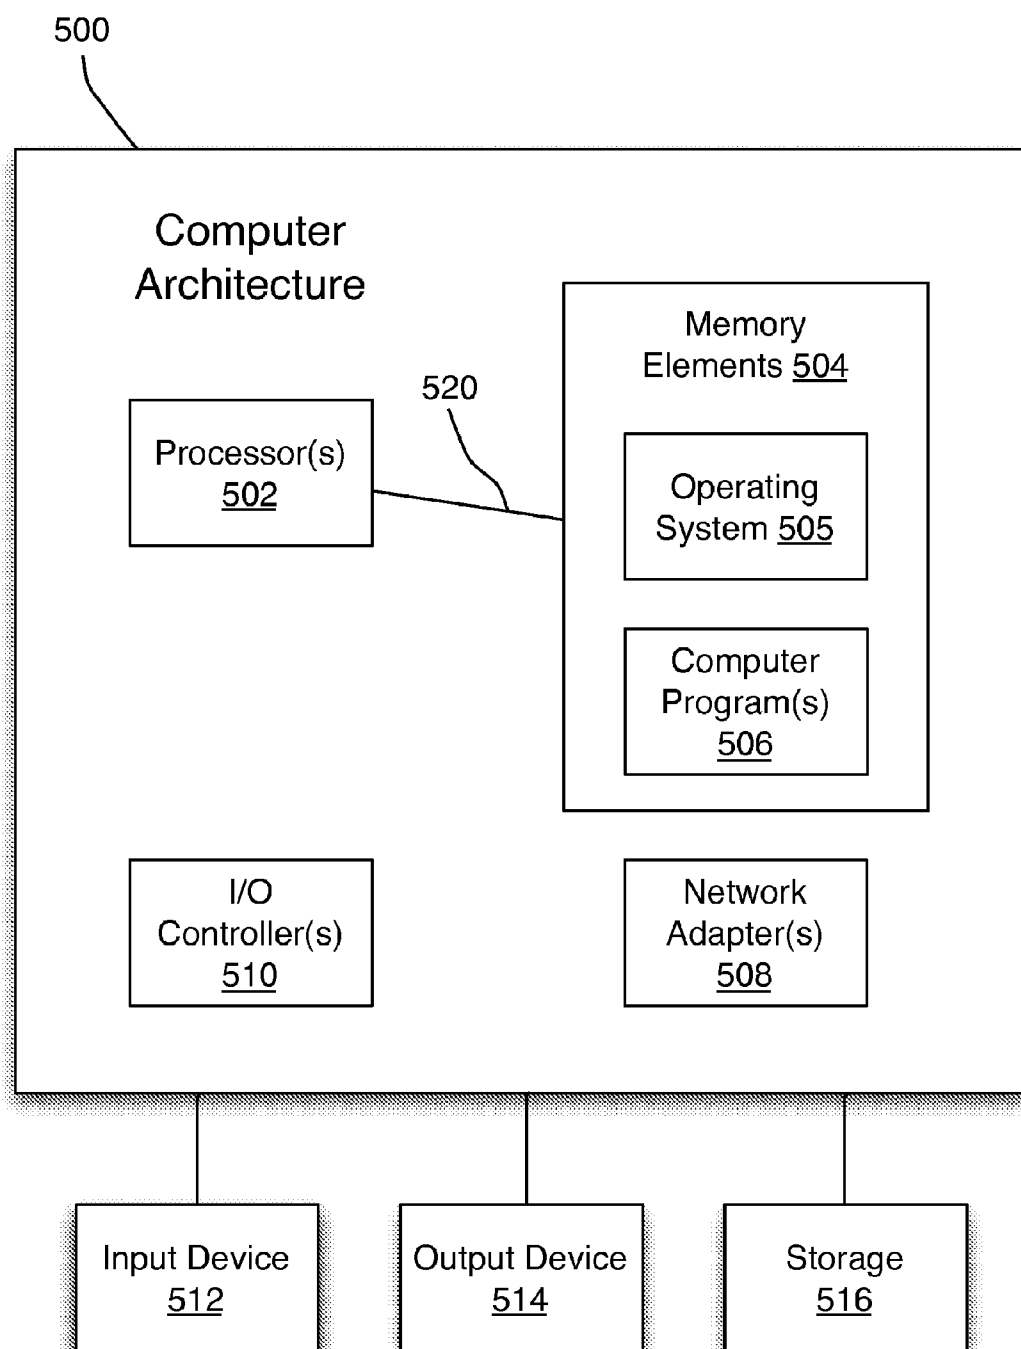 500
Computer
Architecture
Memory
Elements 504
520
Processor(s)
502
Operating
System 505
Computer
Program(s)
506
I/O
Controller(s)
510
Network
Adapter(s)
508
Input Device
512
Output Device
514
Storage
516